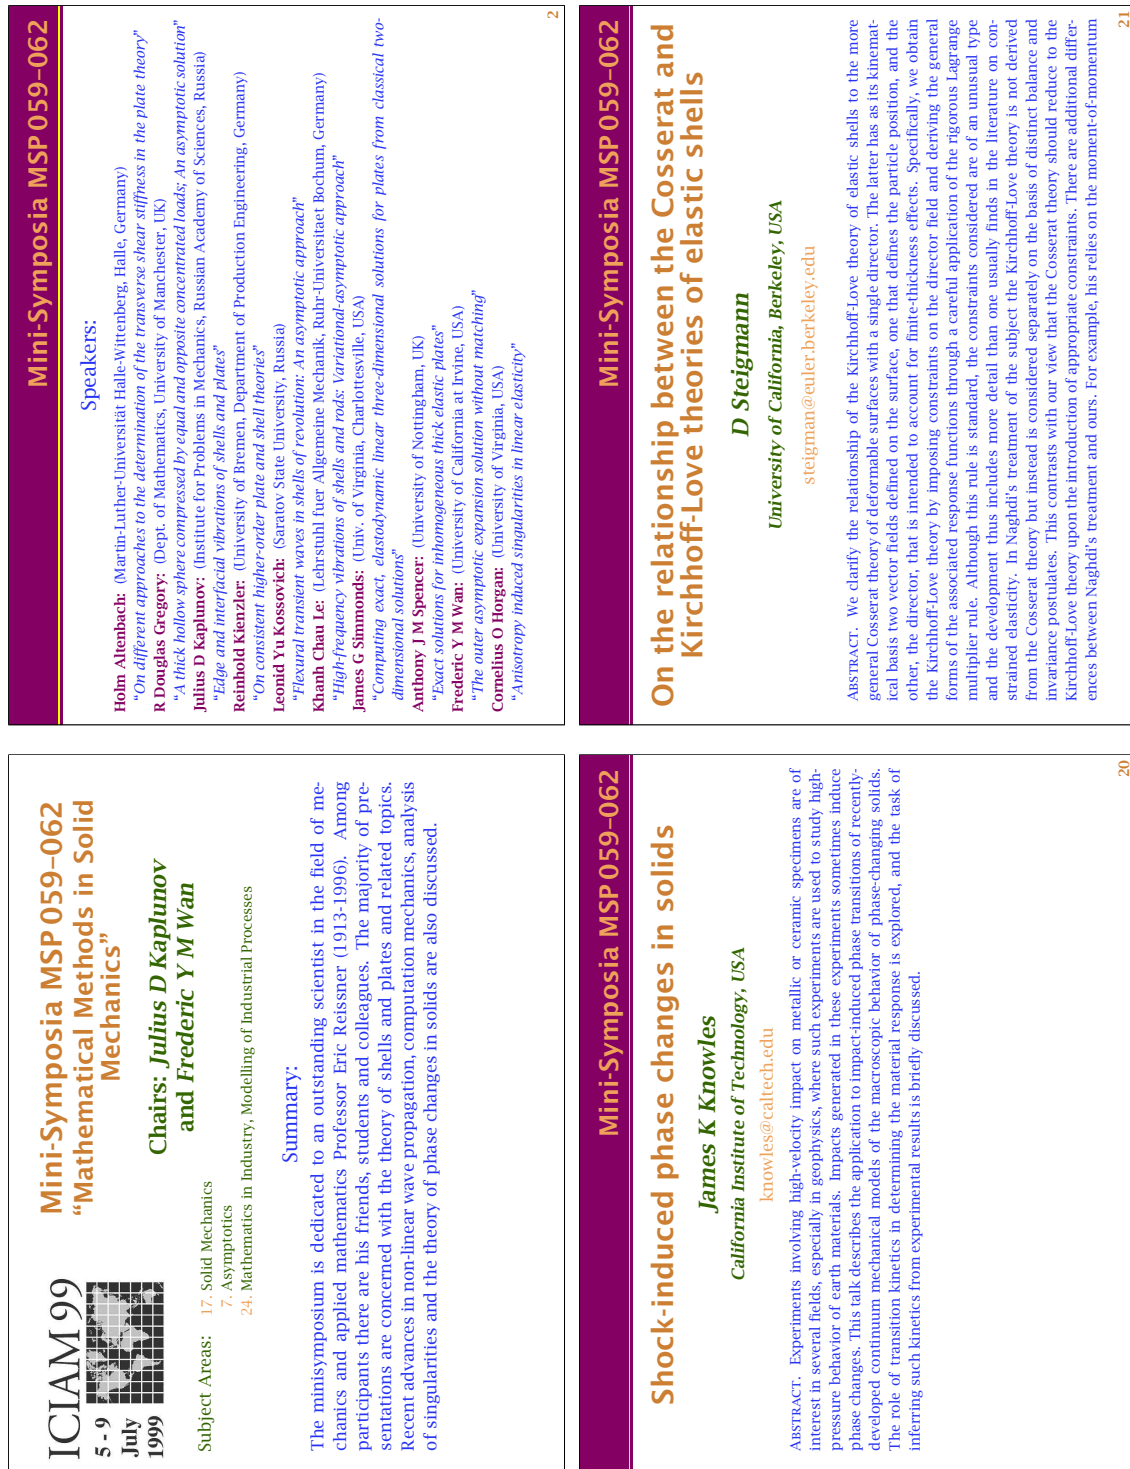 ICIAM 99
5 - 9
July
1999
Mini-Symposia MSP 059–062
“Mathematical Methods in Solid
Mechanics”
Chairs: Julius D Kaplunov
and Frederic Y M Wan
Subject Areas: 17. Solid Mechanics
7. Asymptotics
24. Mathematics in Industry, Modelling of Industrial Processes
Summary:
The minisymposium is dedicated to an outstanding scientist in the field of me-
chanics and applied mathematics Professor Eric Reissner (1913-1996). Among
participants there are his friends, students and colleagues. The majority of pre-
sentations are concerned with the theory of shells and plates and related topics.
Recent advances in non-linear wave propagation, computation mechanics, analysis
of singularities and the theory of phase changes in solids are also discussed.
Mini-Symposia MSP 059–062
Speakers:
Holm Altenbach: (Martin-Luther-Universität Halle-Wittenberg, Halle, Germany)
“On different approaches to the determination of the transverse shear stiffness in the plate theory”
R Douglas Gregory: (Dept. of Mathematics, University of Manchester, UK)
“A thick hollow sphere compressed by equal and opposite concentrated loads; An asymptotic solution”
Julius D Kaplunov: (Institute for Problems in Mechanics, Russian Academy of Sciences, Russia)
“Edge and interfacial vibrations of shells and plates”
Reinhold Kienzler: (University of Bremen, Department of Production Engineering, Germany)
“On consistent higher-order plate and shell theories”
Leonid Yu Kossovich: (Saratov State University, Russia)
“Flexural transient waves in shells of revolution: An asymptotic approach”
Khanh Chau Le: (Lehrstuhl fuer Allgemeine Mechanik, Ruhr-Universitaet Bochum, Germany)
“High-frequency vibrations of shells and rods: Variational-asymptotic approach”
James G Simmonds: (Univ. of Virginia, Charlottesville, USA)
“Computing exact, elastodynamic linear three-dimensional solutions for plates from classical two-
dimensional solutions”
Anthony J M Spencer: (University of Nottingham, UK)
“Exact solutions for inhomogeneous thick elastic plates”
Frederic Y M Wan: (University of California at Irvine, USA)
“The outer asymptotic expansion solution without matching”
Cornelius O Horgan: (University of Virginia, USA)
“Anisotropy induced singularities in linear elasticity”
2
Mini-Symposia MSP 059–062
Shock-induced phase changes in solids
James K Knowles
California Institute of Technology, USA
knowles@caltech.edu
ABSTRACT. Experiments involving high-velocity impact on metallic or ceramic specimens are of
interest in several fields, especially in geophysics, where such experiments are used to study high-
pressure behavior of earth materials. Impacts generated in these experiments sometimes induce
phase changes. This talk describes the application to impact-induced phase transitions of recently-
developed continuum mechanical models of the macroscopic behavior of phase-changing solids.
The role of transition kinetics in determining the material response is explored, and the task of
inferring such kinetics from experimental results is briefly discussed.
20
Mini-Symposia MSP 059–062
On the relationship between the Cosserat and
Kirchhoff-Love theories of elastic shells
D Steigmann
University of California, Berkeley, USA
steigman@euler.berkeley.edu
ABSTRACT. We clarify the relationship of the Kirchhoff-Love theory of elastic shells to the more
general Cosserat theory of deformable surfaces with a single director. The latter has as its kinemat-
ical basis two vector fields defined on the surface, one that defines the particle position, and the
other, the director, that is intended to account for finite-thickness effects. Specifically, we obtain
the Kirchhoff-Love theory by imposing constraints on the director field and deriving the general
forms of the associated response functions through a careful application of the rigorous Lagrange
multiplier rule. Although this rule is standard, the constraints considered are of an unusual type
and the development thus includes more detail than one usually finds in the literature on con-
strained elasticity. In Naghdi’s treatment of the subject the Kirchhoff-Love theory is not derived
from the Cosserat theory but instead is considered separately on the basis of distinct balance and
invariance postulates. This contrasts with our view that the Cosserat theory should reduce to the
Kirchhoff-Love theory upon the introduction of appropriate constraints. There are additional differ-
ences between Naghdi’s treatment and ours. For example, his relies on the moment-of-momentum
21